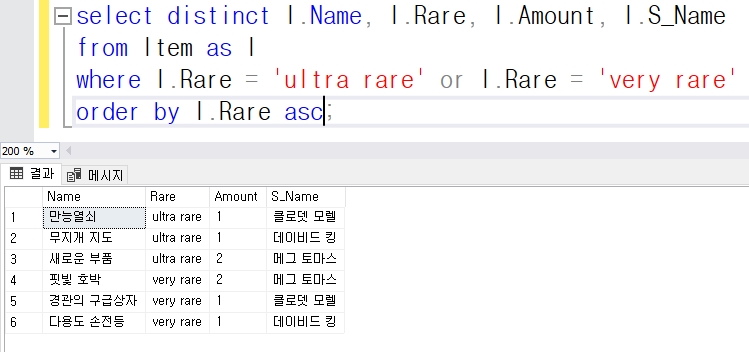 select distinct I.Name, I.Rare, I.Amount, I.S_Name
from Item as I
where I.Rare = 'ultra rare' or I.Rare = 'very rare'
order by I.Rare asc;
200 %
결과 메시지
Name Rare Amount S_Name
1 만능열쇠 ultra rare 1 클로뎃 모렐
2 무지개 지도 ultra rare 1 데이비드 킹
3 새로운 부품 ultra rare 2 메그 토마스
4 핏빛 호박 very rare 2 메그 토마스
5 경관의 구급상자 very rare 1 클로뎃 모렐
6 다용도 손전등 very rare 1 데이비드 킹